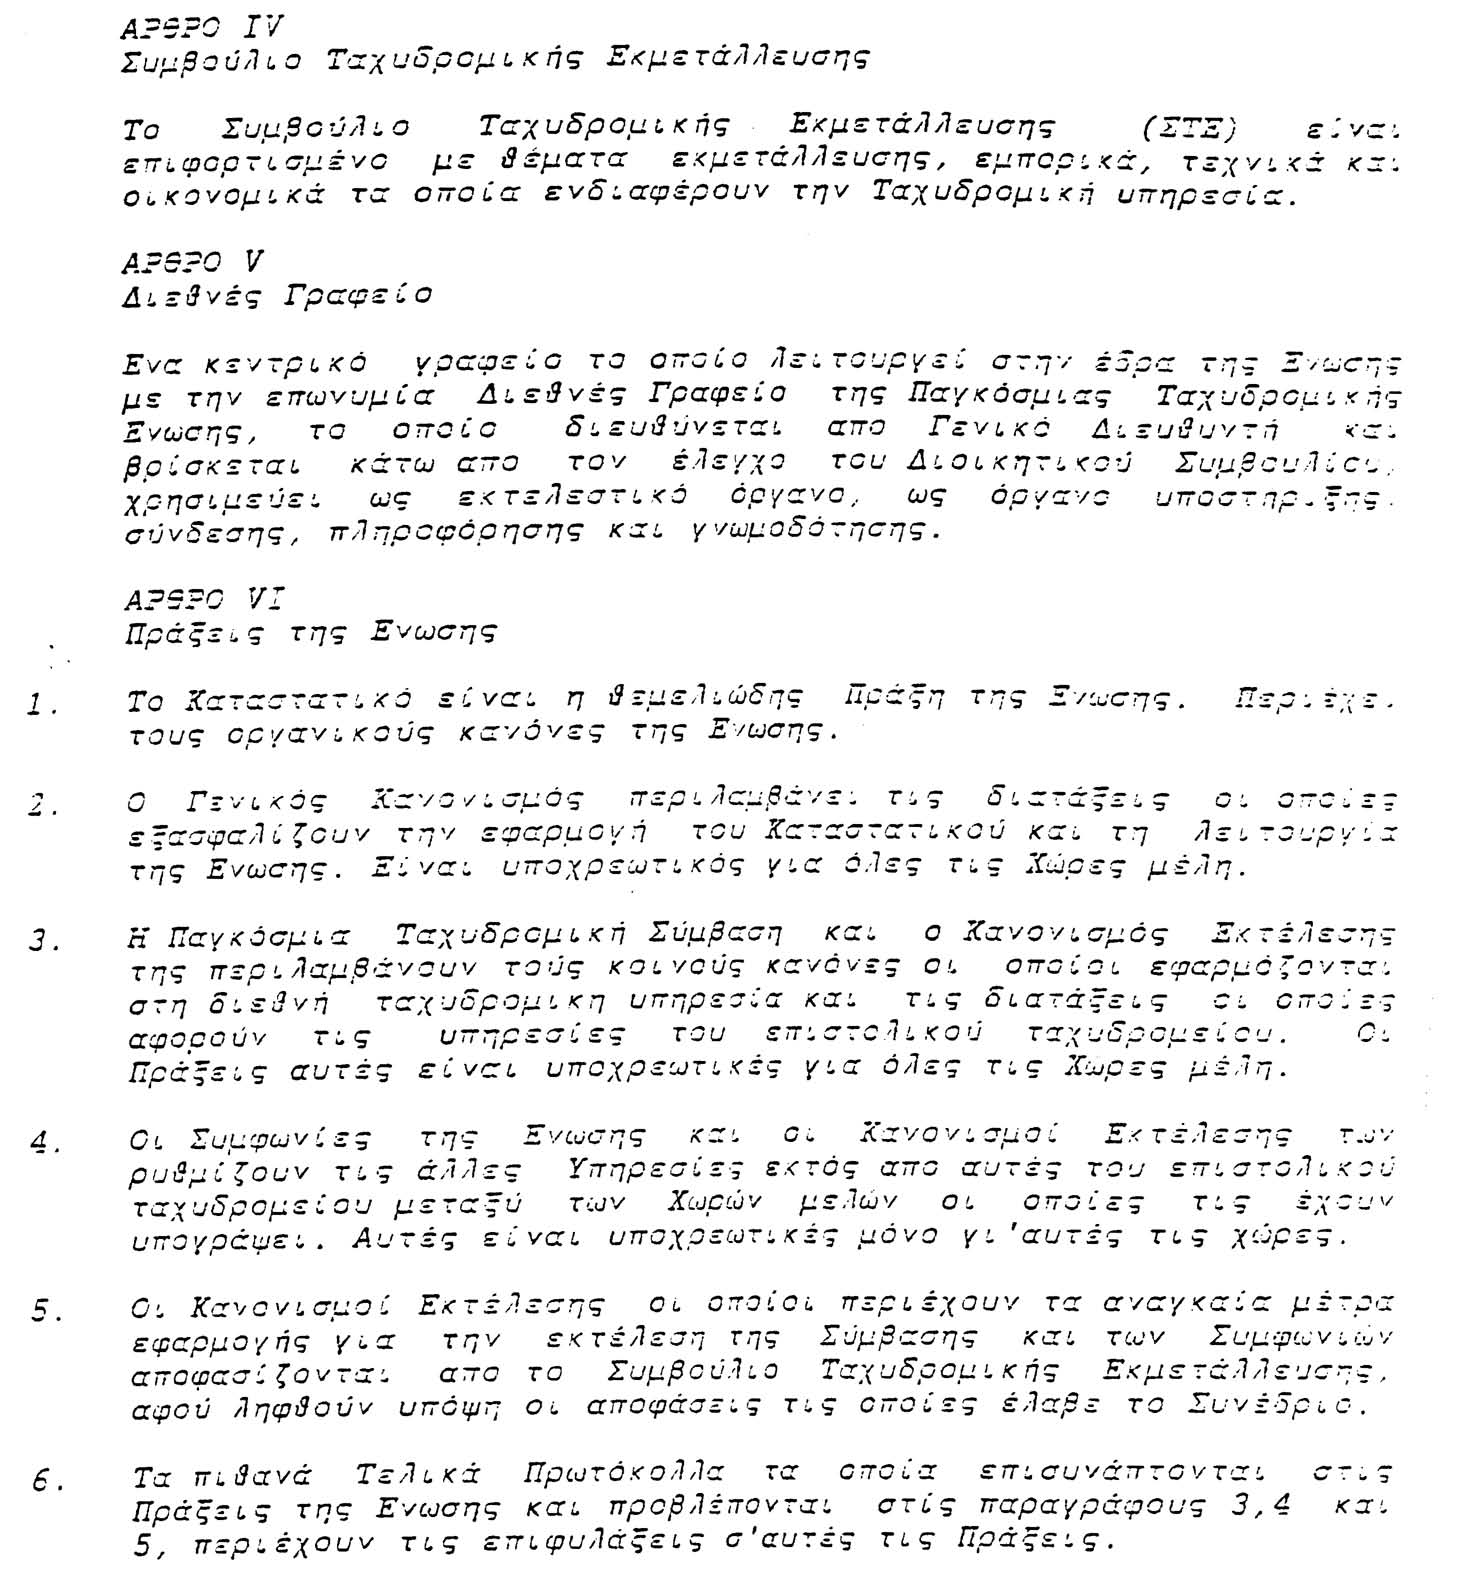 ΑΡΘΡΟ IV
Συμβούλιο Ταχυδρομικής Εκμετάλλευσης
Το Συμβούλιο Ταχυδρομικής Εκμετάλλευσης (ΣΤΕ) είναι
επιφορτισμένο με θέματα εκμετάλλευσης, εμπορικά, τεχνικά και
οικονομικά τα οποία ενδιαφέρουν την Ταχυδρομική υπηρεσία.
ΑΡΘΡΟ V
Διεθνές Γραφείο
Ενα κεντρικό γραφείο το οποίο λειτουργεί στην έδρα της Ενωσης
με την επωνυμία Διεθνές Γραφείο της Παγκόσμιας Ταχυδρομικής
Ενωσης, το οποίο διευθύνεται απο Γενικό Διευθυντή και
βρίσκεται κάτω απο τον έλεγχο του Διοικητικού Συμβουλίου,
χρησιμεύει ως εκτελεστικό όργανο, ως όργανο υποστηριξης,
σύνδεσης, πληροφόρησης και γνωμοδότησης.
ΑΡΘΡΟ VI
Πράξεις της Ενωσης
1. Το Καταστατικό είναι η θεμελιώδης Πράξη της Ενωσης. Περιέχει
τους οργανικούς κανόνες της Ενωσης.
2. Ο Γενικός Κανονισμός περιλαμβάνει τις διατάξεις οι οποίες
εξασφαλίζουν την εφαρμογή του Καταστατικού και τη λειτουργία
της Ενωσης. Είναι υποχρεωτικός για όλες τις Χώρες μέλη.
3. Η Παγκόσμια Ταχυδρομική Σύμβαση και ο Κανονισμός Εκτέλεσης
της περιλαμβάνουν τούς κοινούς κανόνες οι οποίοι εφαρμόζονται
στη διεθνή ταχυδρομικη υπηρεσία και τις διατάξεις οι οποίες
αφορούν τις υπηρεσίες του επιστολικού ταχυδρομείου. Οι
Πράξεις αυτές είναι υποχρεωτικές για όλες τις Χώρες μέλη.
4. Οι Συμφωνίες της Ενωσης και οι Κανονισμοί Εκτέλεσης των
ρυθμίζουν τις άλλες Υπηρεσίες εκτός απο αυτές του επιστολικού
ταχυδρομείου μεταξύ των Χωρών μελών οι οποίες τις έχουν
υπογράψει. Αυτές είναι υποχρεωτικές μόνο γι'αυτές τις χώρες.
5. Οι Κανονισμοί Εκτέλεσης οι οποίοι περιέχουν τα αναγκαία μέτρα
εφαρμογής για την εκτέλεση της Σύμβασης και των Συμφωνιών
αποφασίζονται απο το Συμβούλιο Ταχυδρομικής Εκμετάλλευσης,
αφού ληφθούν υπόψη οι αποφάσεις τις οποίες έλαβε το Συνέδριο.
6. Τα πιθανά Τελικά Πρωτόκολλα τα οποία επισυνάπτονται στις
Πράξεις της Ενωσης και προβλέπονται στίς παραγράφους 3,4 και
5, περιέχουν τις επιφυλάξεις σ'αυτές τις Πράξεις.